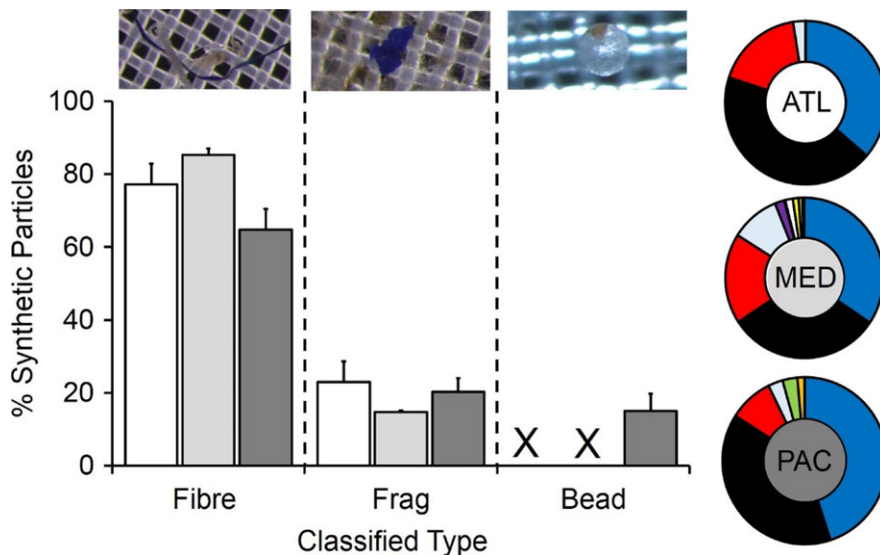 100
80
60
40
20
0
% Synthetic Particles
X X
Fibre Frag Bead
Classified Type
ATL
MED
PAC